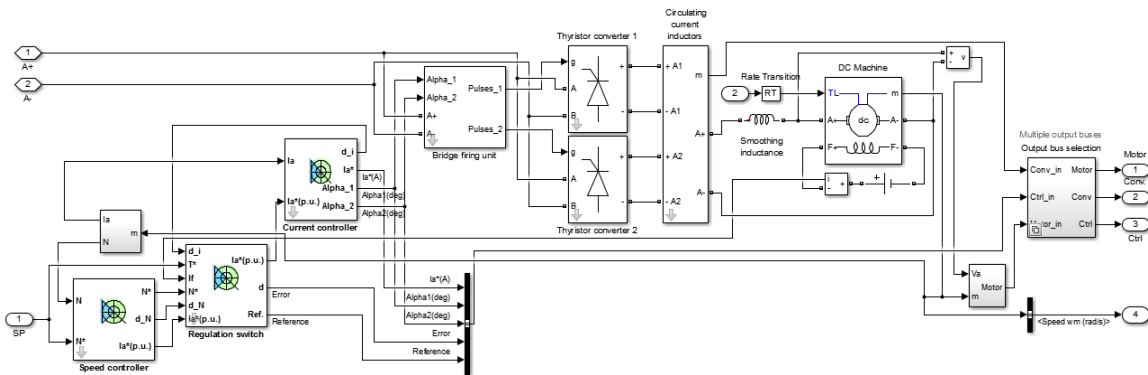 1
A+
2
A-
Alpha_1
Alpha_2
A+
A-
Pulses_1
Pulses_2
Bridge firing unit
Thyristor converter 1
g
A
B
+
-
g
A
B
+
-
Thyristor converter 2
Circulating
current
inductors
+ A1
- A1
+ A2
- A2
m
A+
A-
Smoothing
inductance
Rate Transition
2
RT
DC Machine
TL
m
A+
dc
A-
F+
F-
i
+
-
+
+
-
v
Multiple output buses
Output bus selection
Conv_in
Ctrl_in
Motor_in
Motor
Conv
Ctrl
Motor
1
Conv.
2
3
Ctrl
Va
m
Motor
<Speed wm (rad/s)>
4
Ia
Ia*(p.u.)
d_i
Ia*
Alpha_1
Alpha_2
Current controller
Ia*(A)
Alpha1(deg)
Alpha2(deg)
Ia
N
m
d_i
T*
If
N*
d_N
Ia*(p.u.)
Ia*(p.u.)
d
Ref.
Regulation switch
Error
Reference
1
SP
N
N*
N*
d_N
Ia*(p.u.)
Speed controller
Ia*(A)
Alpha1(deg)
Alpha2(deg)
Error
Reference